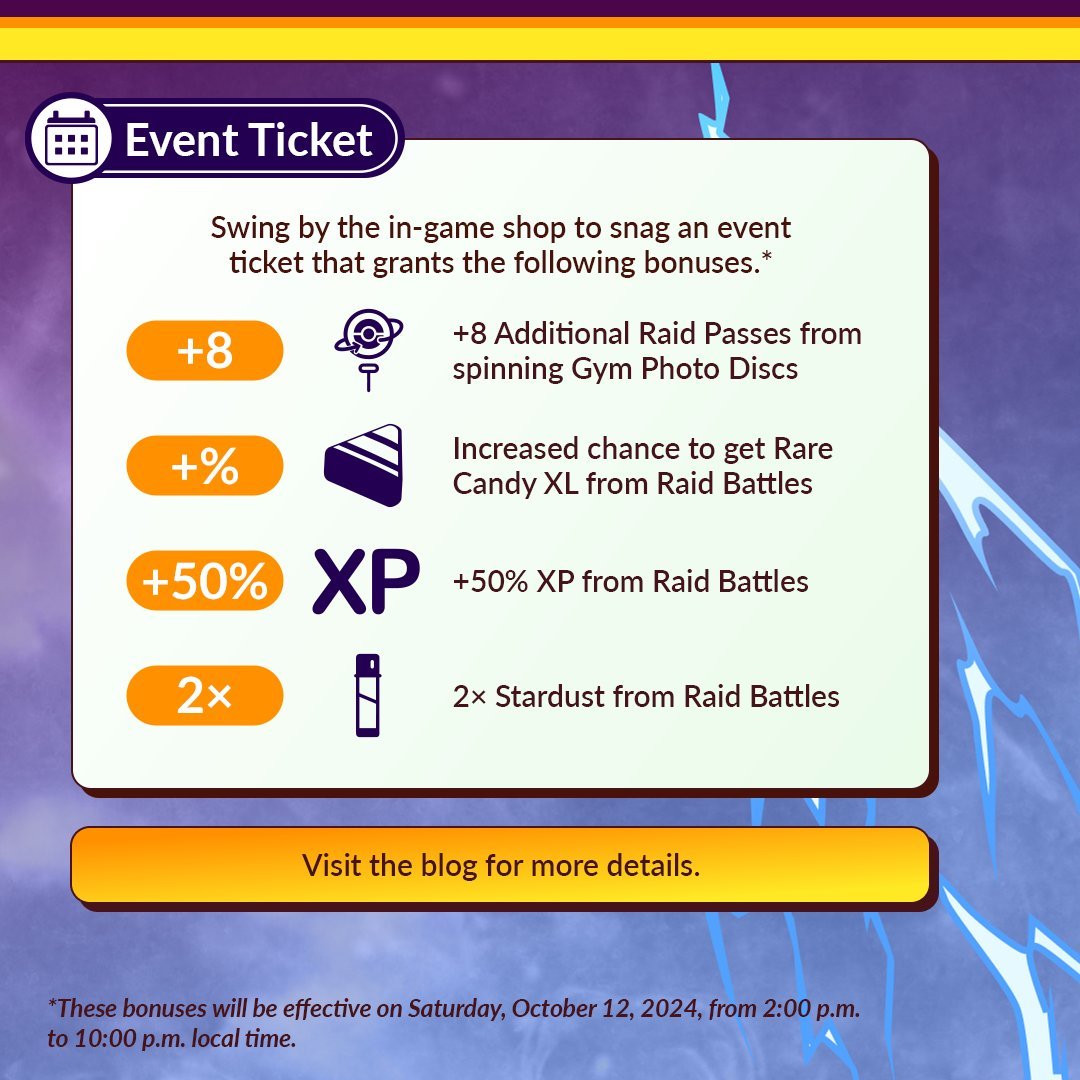 Event Ticket
Swing by the in-game shop to snag an event
ticket that grants the following bonuses.*
+8
+8 Additional Raid Passes from
spinning Gym Photo Discs
+%
Increased chance to get Rare
Candy XL from Raid Battles
+50% XP +50% XP from Raid Battles
2× 2× Stardust from Raid Battles
Visit the blog for more details.
*These bonuses will be effective on Saturday, October 12, 2024, from 2:00 p.m.
to 10:00 p.m. local time.